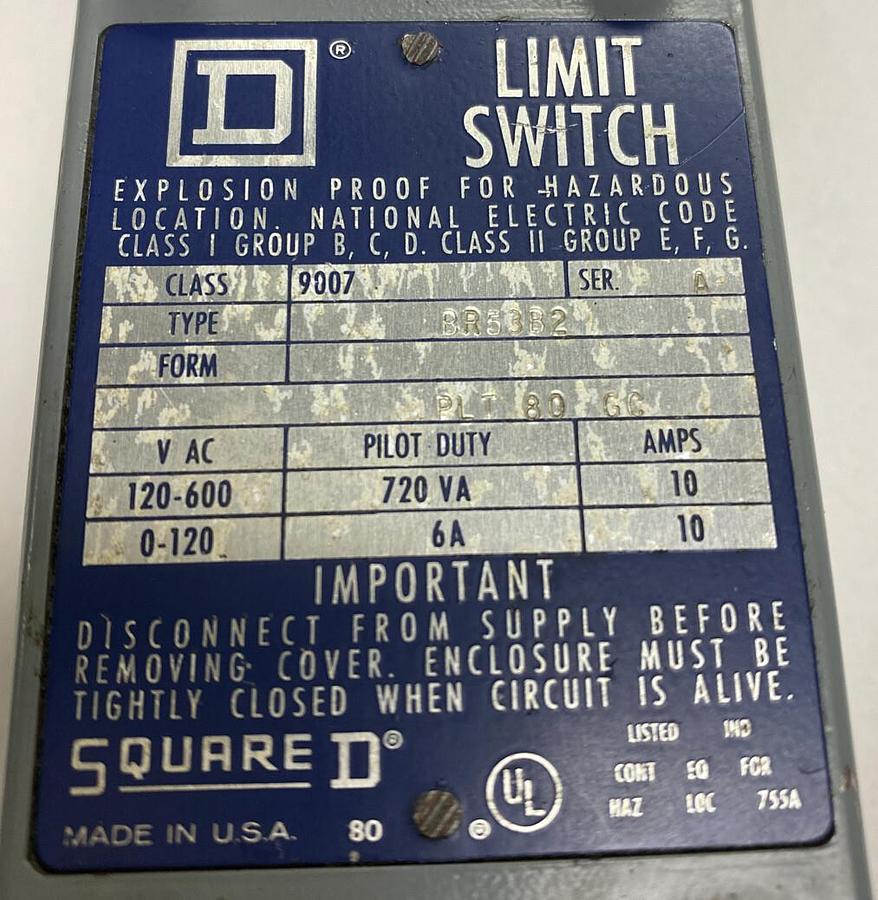 D ®
LIMIT
SWITCH
EXPLOSION PROOF FOR HAZARDOUS
LOCATION. NATIONAL ELECTRIC CODE
CLASS I GROUP B, C, D. CLASS II GROUP E, F, G.
CLASS 9007 SER. A
TYPE BR53B2
FORM
PLT 80 GC
V AC PILOT DUTY AMPS
120-600 720 VA 10
0-120 6A 10
IMPORTANT
DISCONNECT FROM SUPPLY BEFORE
REMOVING COVER. ENCLOSURE MUST BE
TIGHTLY CLOSED WHEN CIRCUIT IS ALIVE.
SQUARE D®
UL ®
LISTED IND
CONT EQ FOR
HAZ LOC 755A
MADE IN U.S.A. 80